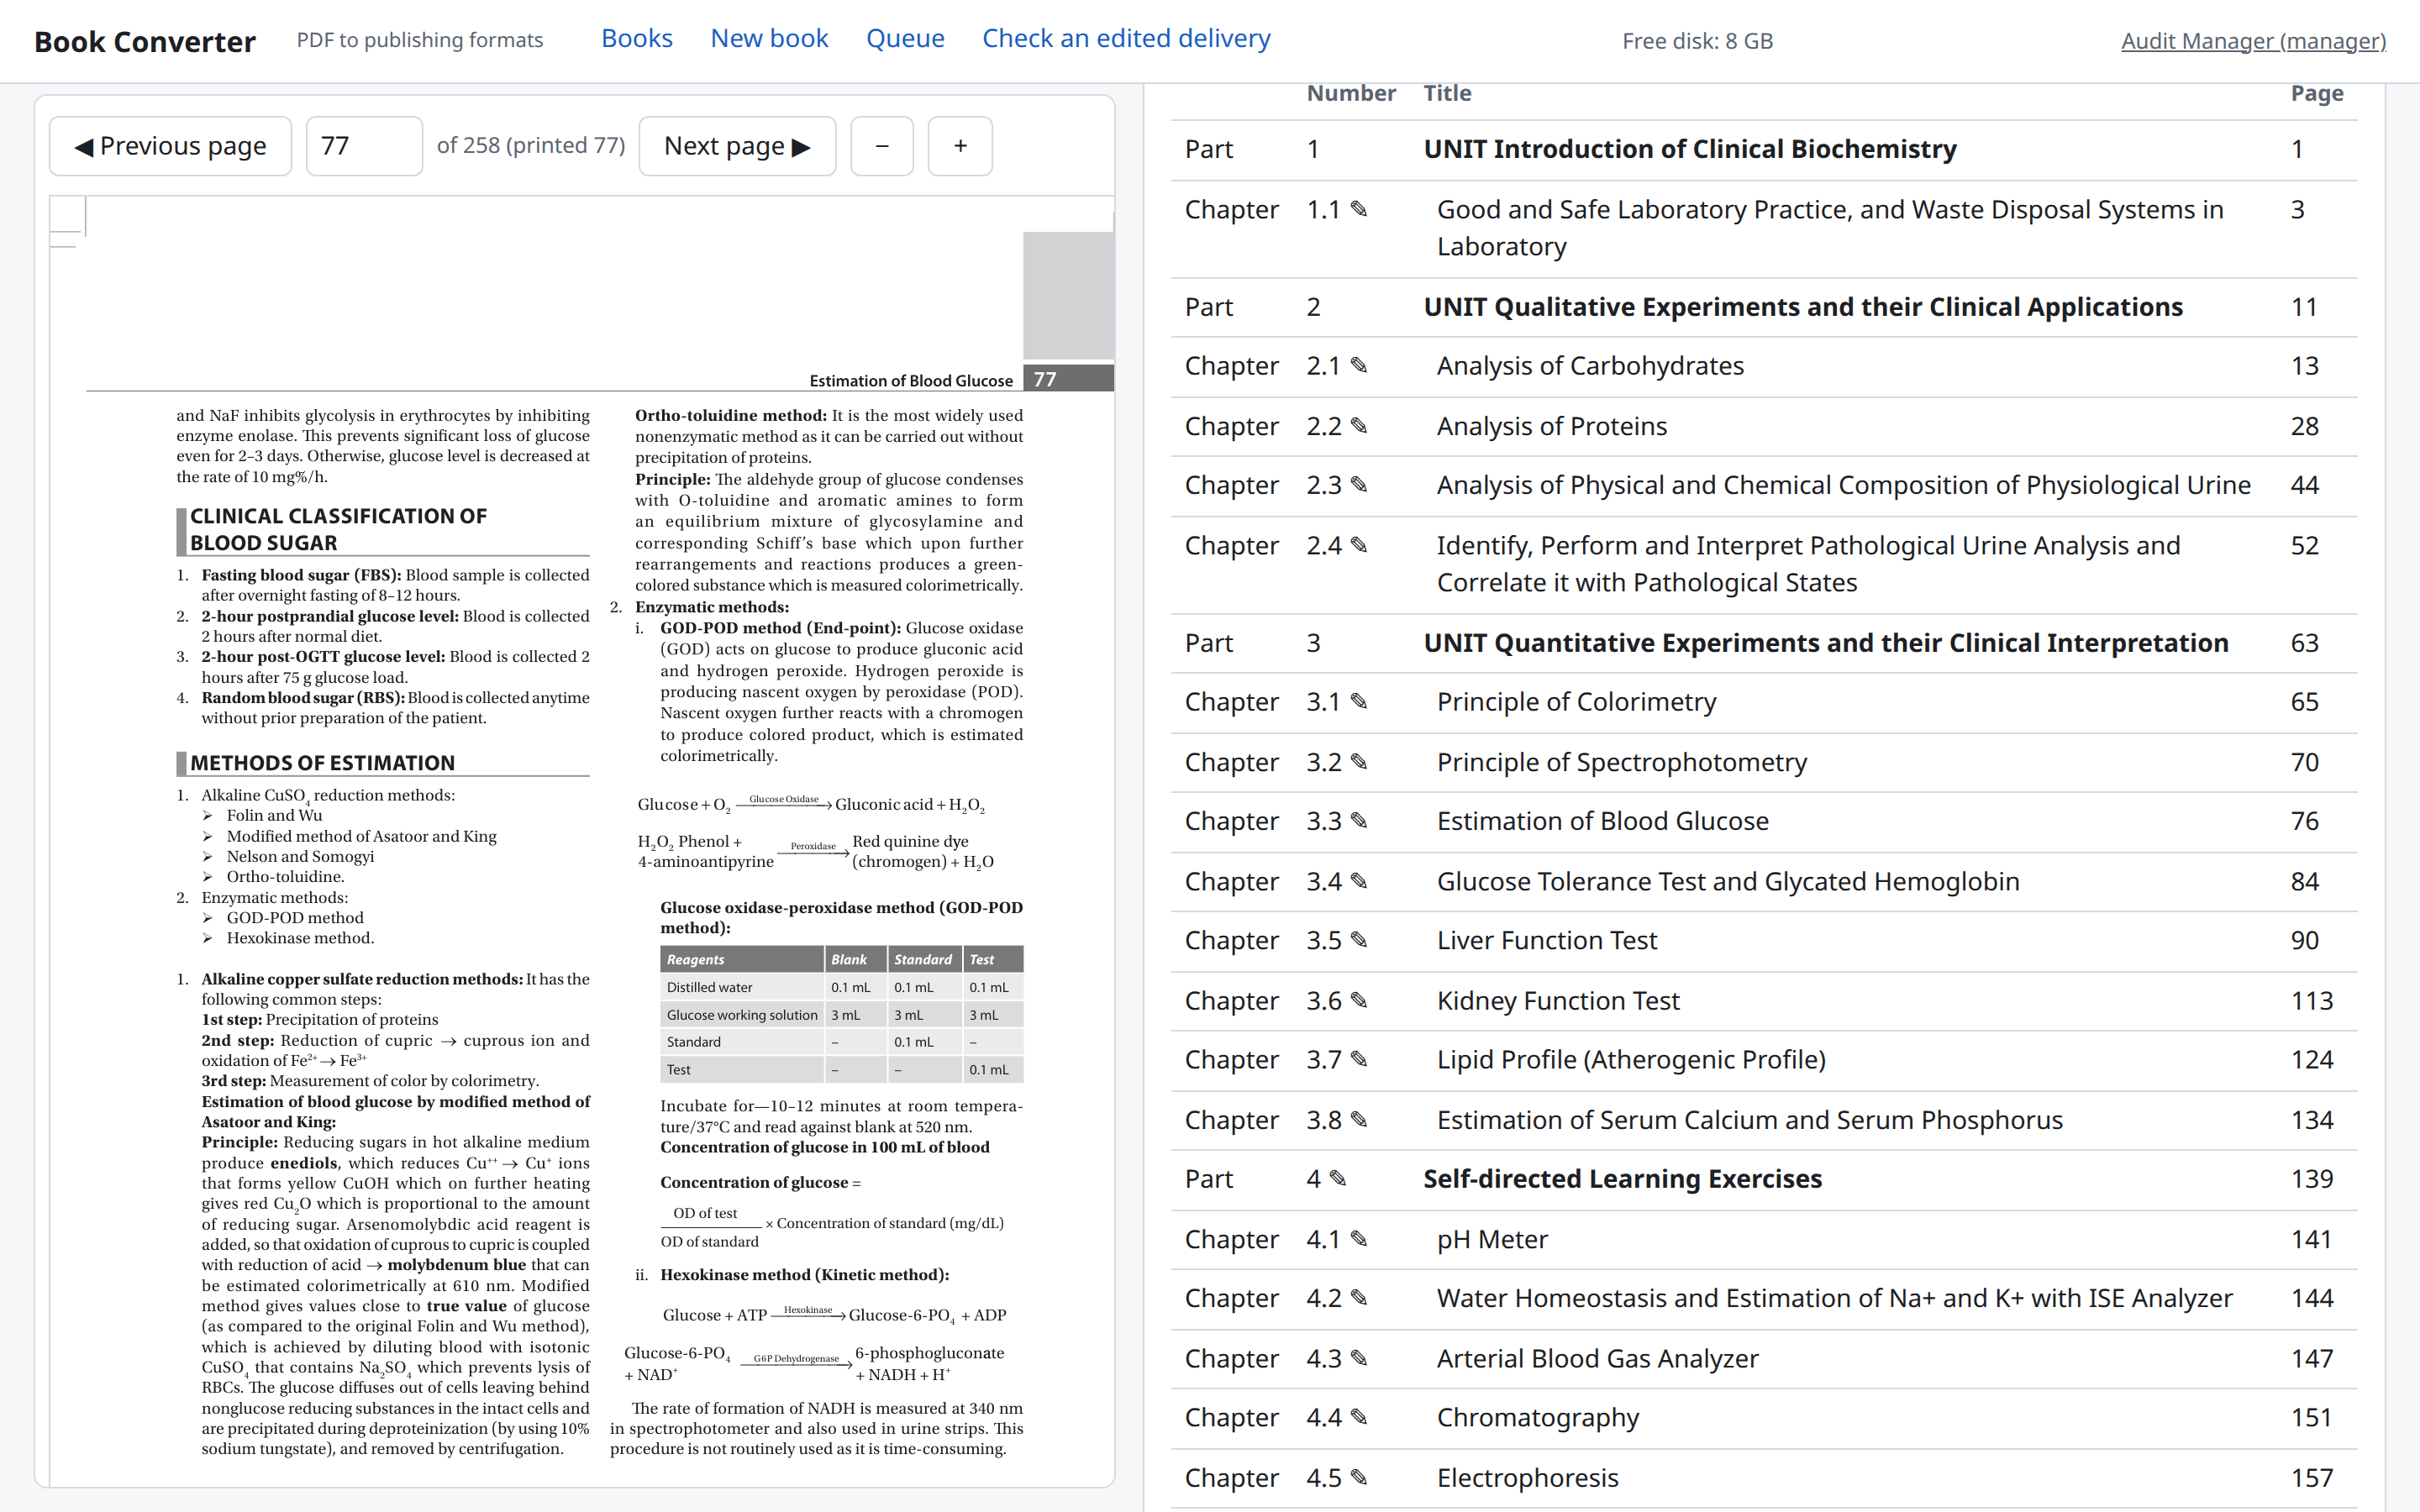 Book Converter PDF to publishing formats Books New book Queue Check an edited delivery Free disk: 8 GB Audit Manager (manager)
◀ Previous page 77 of 258 (printed 77) Next page ▶ − +
Estimation of Blood Glucose 77
and NaF inhibits glycolysis in erythrocytes by inhibiting
enzyme enolase. This prevents significant loss of glucose
even for 2–3 days. Otherwise, glucose level is decreased at
the rate of 10 mg%/h.
CLINICAL CLASSIFICATION OF
BLOOD SUGAR
1. Fasting blood sugar (FBS): Blood sample is collected
after overnight fasting of 8–12 hours.
2. 2-hour postprandial glucose level: Blood is collected
2 hours after normal diet.
3. 2-hour post-OGTT glucose level: Blood is collected 2
hours after 75 g glucose load.
4. Random blood sugar (RBS): Blood is collected anytime
without prior preparation of the patient.
METHODS OF ESTIMATION
1. Alkaline CuSO4 reduction methods:
➢ Folin and Wu
➢ Modified method of Asatoor and King
➢ Nelson and Somogyi
➢ Ortho-toluidine.
2. Enzymatic methods:
➢ GOD-POD method
➢ Hexokinase method.
1. Alkaline copper sulfate reduction methods: It has the
following common steps:
1st step: Precipitation of proteins
2nd step: Reduction of cupric → cuprous ion and
oxidation of Fe2+ → Fe3+
3rd step: Measurement of color by colorimetry.
Estimation of blood glucose by modified method of
Asatoor and King:
Principle: Reducing sugars in hot alkaline medium
produce enediols, which reduces Cu++ → Cu+ ions
that forms yellow CuOH which on further heating
gives red Cu2O which is proportional to the amount
of reducing sugar. Arsenomolybdic acid reagent is
added, so that oxidation of cuprous to cupric is coupled
with reduction of acid → molybdenum blue that can
be estimated colorimetrically at 610 nm. Modified
method gives values close to true value of glucose
(as compared to the original Folin and Wu method),
which is achieved by diluting blood with isotonic
CuSO4 that contains Na2SO4 which prevents lysis of
RBCs. The glucose diffuses out of cells leaving behind
nonglucose reducing substances in the intact cells and
are precipitated during deproteinization (by using 10%
sodium tungstate), and removed by centrifugation.
Ortho-toluidine method: It is the most widely used
nonenzymatic method as it can be carried out without
precipitation of proteins.
Principle: The aldehyde group of glucose condenses
with O-toluidine and aromatic amines to form
an equilibrium mixture of glycosylamine and
corresponding Schiff's base which upon further
rearrangements and reactions produces a green-
colored substance which is measured colorimetrically.
2. Enzymatic methods:
i. GOD-POD method (End-point): Glucose oxidase
(GOD) acts on glucose to produce gluconic acid
and hydrogen peroxide. Hydrogen peroxide is
producing nascent oxygen by peroxidase (POD).
Nascent oxygen further reacts with a chromogen
to produce colored product, which is estimated
colorimetrically.
Glucose + O2 Glucose Oxidase → Gluconic acid + H2O2
H2O2 Phenol + Peroxidase Red quinine dye
4-aminoantipyrine → (chromogen) + H2O
Glucose oxidase-peroxidase method (GOD-POD
method):
Reagents Blank Standard Test
Distilled water 0.1 mL 0.1 mL 0.1 mL
Glucose working solution 3 mL 3 mL 3 mL
Standard – 0.1 mL –
Test – – 0.1 mL
Incubate for—10–12 minutes at room tempera-
ture/37°C and read against blank at 520 nm.
Concentration of glucose in 100 mL of blood
Concentration of glucose =
OD of test
× Concentration of standard (mg/dL)
OD of standard
ii. Hexokinase method (Kinetic method):
Glucose + ATP Hexokinase → Glucose-6-PO4 + ADP
Glucose-6-PO4 G6P Dehydrogenase → 6-phosphogluconate
+ NAD+ + NADH + H+
The rate of formation of NADH is measured at 340 nm
in spectrophotometer and also used in urine strips. This
procedure is not routinely used as it is time-consuming.
Number Title Page
Part 1 UNIT Introduction of Clinical Biochemistry 1
Chapter 1.1 ✎ Good and Safe Laboratory Practice, and Waste Disposal Systems in 3
Laboratory
Part 2 UNIT Qualitative Experiments and their Clinical Applications 11
Chapter 2.1 ✎ Analysis of Carbohydrates 13
Chapter 2.2 ✎ Analysis of Proteins 28
Chapter 2.3 ✎ Analysis of Physical and Chemical Composition of Physiological Urine 44
Chapter 2.4 ✎ Identify, Perform and Interpret Pathological Urine Analysis and 52
Correlate it with Pathological States
Part 3 UNIT Quantitative Experiments and their Clinical Interpretation 63
Chapter 3.1 ✎ Principle of Colorimetry 65
Chapter 3.2 ✎ Principle of Spectrophotometry 70
Chapter 3.3 ✎ Estimation of Blood Glucose 76
Chapter 3.4 ✎ Glucose Tolerance Test and Glycated Hemoglobin 84
Chapter 3.5 ✎ Liver Function Test 90
Chapter 3.6 ✎ Kidney Function Test 113
Chapter 3.7 ✎ Lipid Profile (Atherogenic Profile) 124
Chapter 3.8 ✎ Estimation of Serum Calcium and Serum Phosphorus 134
Part 4 ✎ Self-directed Learning Exercises 139
Chapter 4.1 ✎ pH Meter 141
Chapter 4.2 ✎ Water Homeostasis and Estimation of Na+ and K+ with ISE Analyzer 144
Chapter 4.3 ✎ Arterial Blood Gas Analyzer 147
Chapter 4.4 ✎ Chromatography 151
Chapter 4.5 ✎ Electrophoresis 157